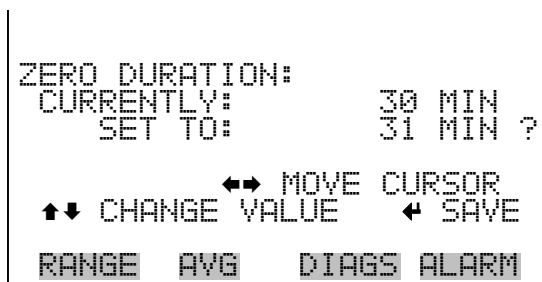 ZERO DURATION:
CURRENTLY: 30 MIN
SET TO: 31 MIN ?
←→ MOVE CURSOR
↑↓ CHANGE VALUE ↵ SAVE
RANGE AVG DIAGS ALARM